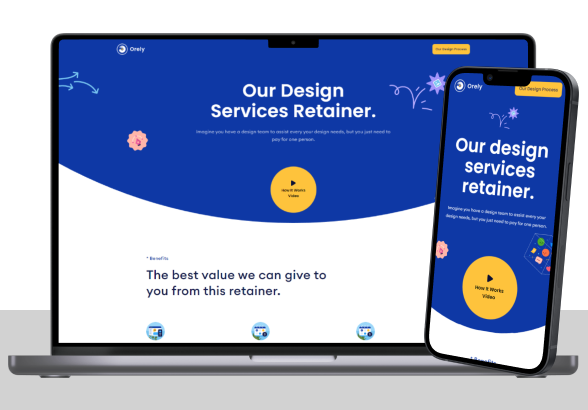 Orely
Our Design Process
Our Design
Services Retainer.
Imagine you have a design team to assist every your design needs, but you just need to
pay for one person.
How It Works
Video
* Benefits
The best value we can give to
you from this retainer.
Orely
Our Design Process
Our design
services
retainer.
Imagine you have a design team to assist every your
design needs, but you just need to pay for one person.
How It Works
Video
* Benefits